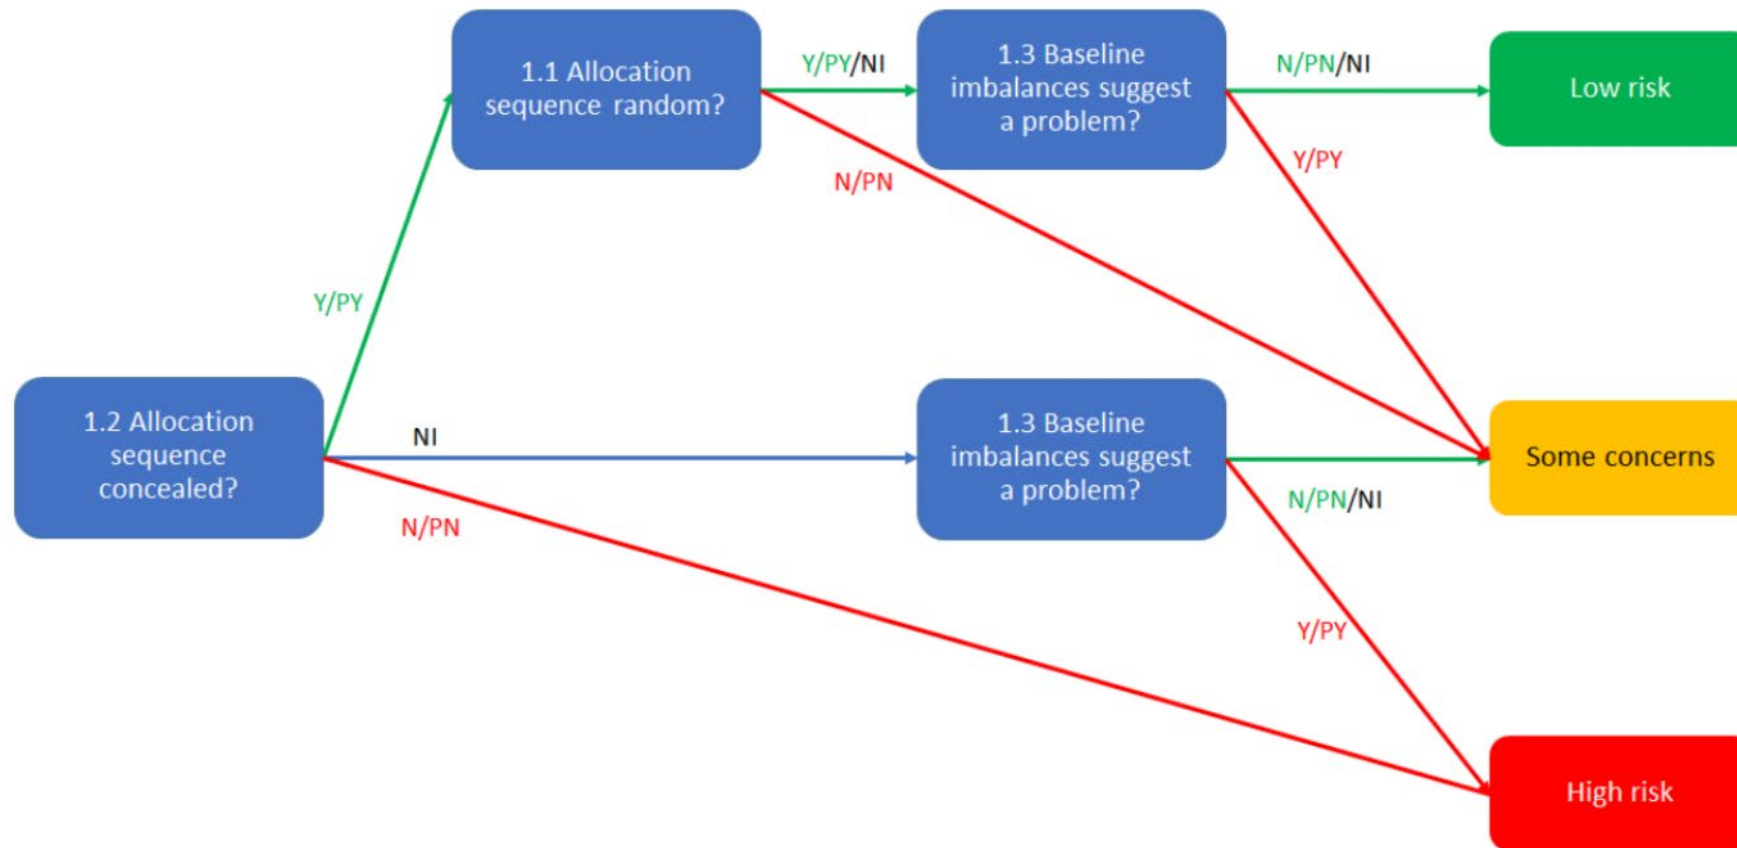 1.1 Allocation
sequence random?
Y/PY/NI
1.3 Baseline
imbalances suggest
a problem?
N/PN/NI
Low risk
N/PN
Y/PY
Y/PY
1.2 Allocation
sequence
concealed?
NI
N/PN
1.3 Baseline
imbalances suggest
a problem?
N/PN/NI
Some concerns
Y/PY
High risk